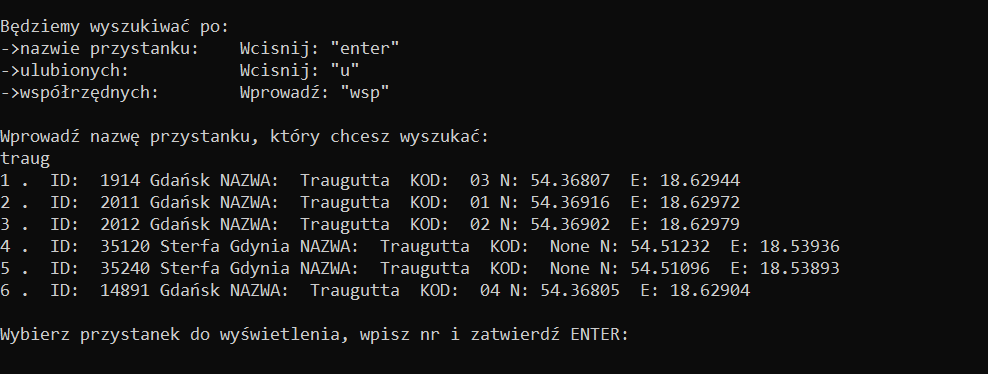 Będziemy wyszukiwać po:
->nazwie przystanku:    Wcisnij: "enter"
->ulubionych:           Wcisnij: "u"
->współrzędnych:        Wprowadź: "wsp"
Wprowadź nazwę przystanku, który chcesz wyszukać:
traug
1 .  ID:  1914 Gdańsk NAZWA:  Traugutta  KOD:  03 N: 54.36807  E: 18.62944
2 .  ID:  2011 Gdańsk NAZWA:  Traugutta  KOD:  01 N: 54.36916  E: 18.62972
3 .  ID:  2012 Gdańsk NAZWA:  Traugutta  KOD:  02 N: 54.36902  E: 18.62979
4 .  ID:  35120 Sterfa Gdynia NAZWA:  Traugutta  KOD:  None N: 54.51232  E: 18.53936
5 .  ID:  35240 Sterfa Gdynia NAZWA:  Traugutta  KOD:  None N: 54.51096  E: 18.53893
6 .  ID:  14891 Gdańsk NAZWA:  Traugutta  KOD:  04 N: 54.36805  E: 18.62904
Wybierz przystanek do wyświetlenia, wpisz nr i zatwierdź ENTER: